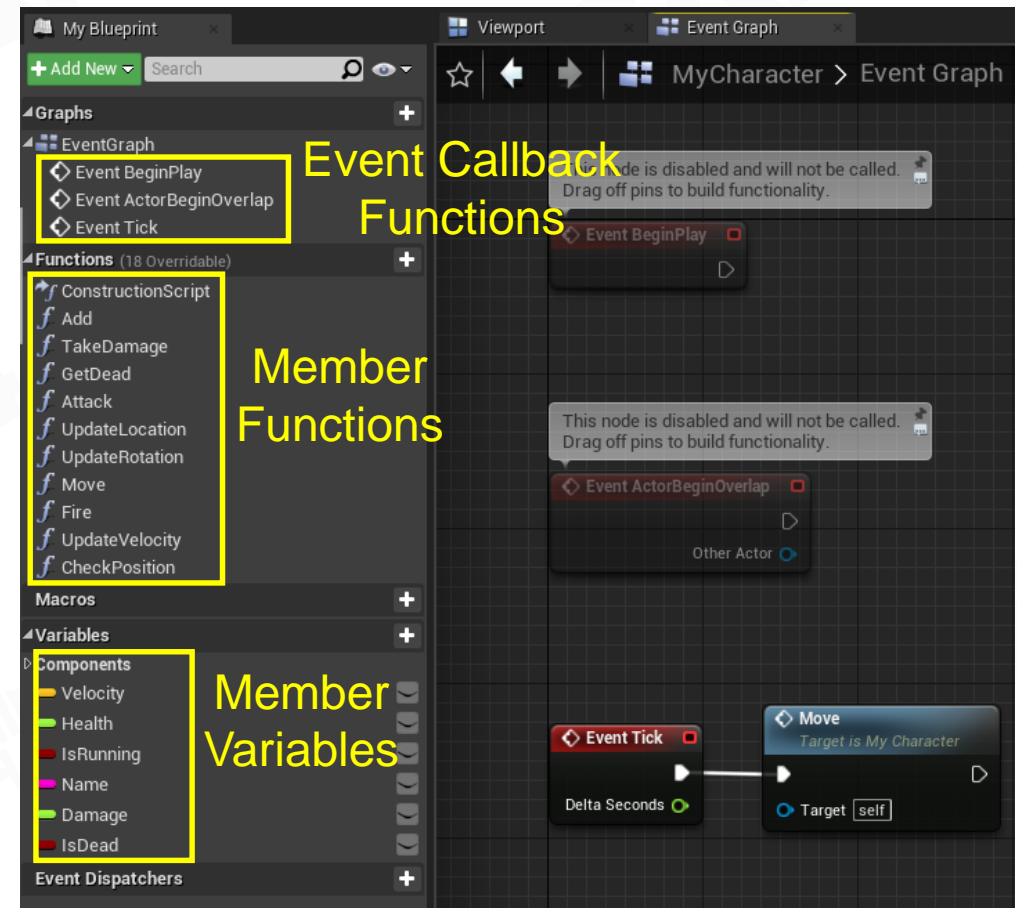 My Blueprint
Add New
Search
Graphs
EventGraph
Event BeginPlay
Event ActorBeginOverlap
Event Tick
Event Callback
Functions
Functions (18 Overridable)
ConstructionScript
Add
TakeDamage
GetDead
Attack
UpdateLocation
UpdateRotation
Move
Fire
UpdateVelocity
CheckPosition
Member
Functions
Macros
Variables
Components
Velocity
Health
IsRunning
Name
Damage
IsDead
Member
Variables
Event Dispatchers
Viewport
Event Graph
MyCharacter > Event Graph
This node is disabled and will not be called.
Drag off pins to build functionality.
Event BeginPlay
This node is disabled and will not be called.
Drag off pins to build functionality.
Event ActorBeginOverlap
Other Actor
Event Tick
Delta Seconds
Move
Target is My Character
Target self